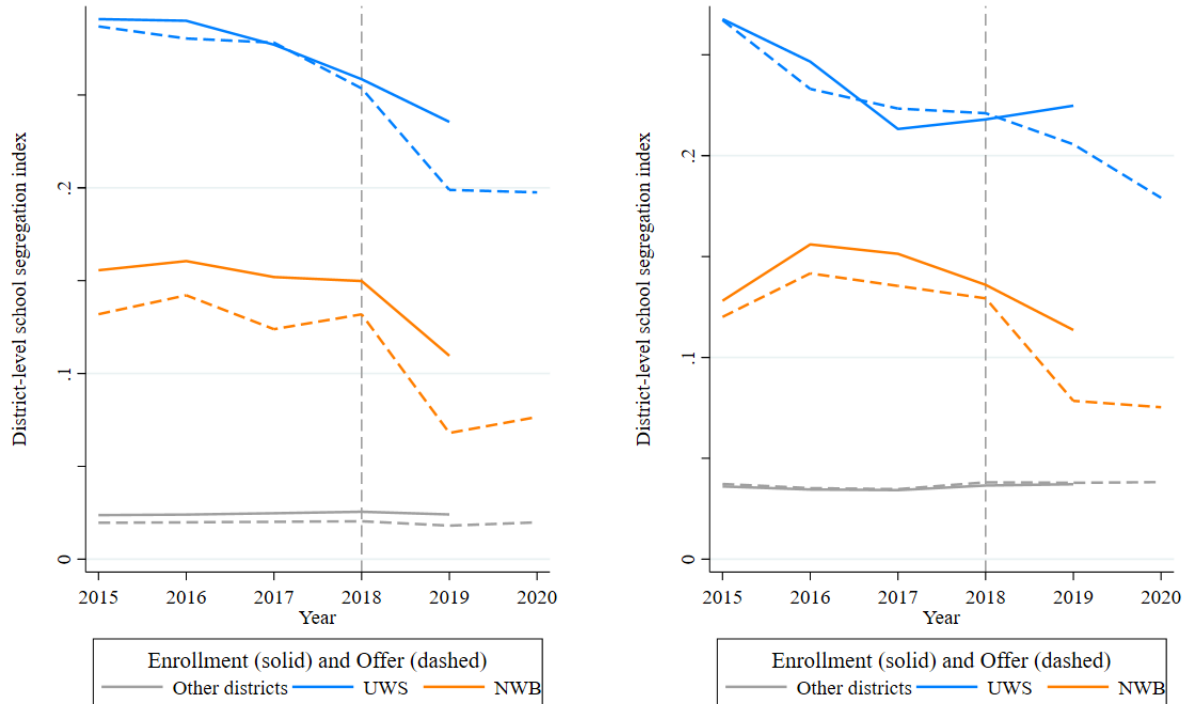 District-level school segregation index
.2
.1
0
2015 2016 2017 2018 2019 2020
Year
Enrollment (solid) and Offer (dashed)
Other districts UWS NWB
District-level school segregation index
.2
.1
0
2015 2016 2017 2018 2019 2020
Year
Enrollment (solid) and Offer (dashed)
Other districts UWS NWB